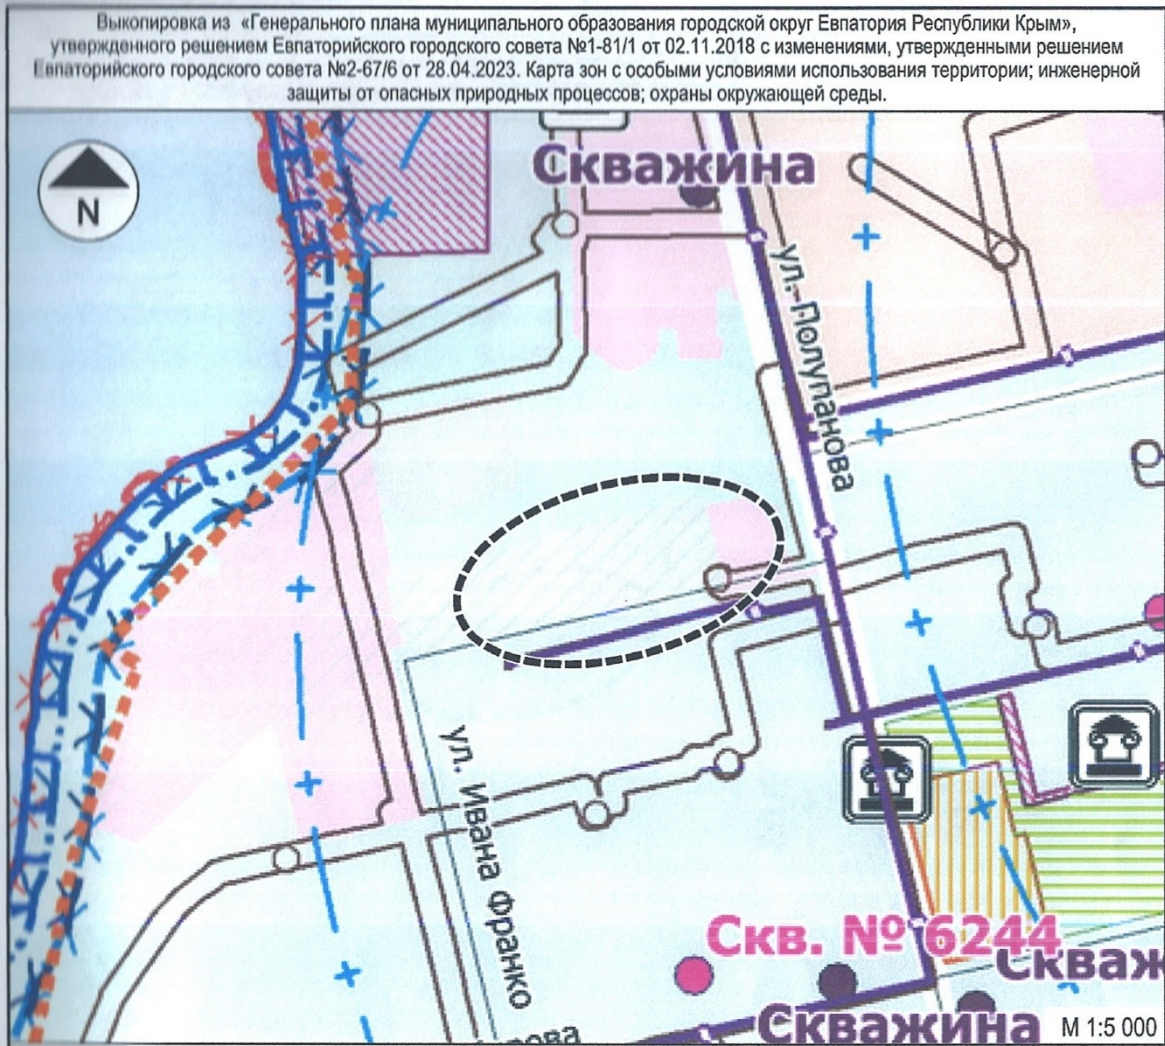 Выкопировка из «Генерального плана муниципального образования городской округ Евпатория Республики Крым»,
утвержденного решением Евпаторийского городского совета №1-81/1 от 02.11.2018 с изменениями, утвержденными решением
Евпаторийского городского совета №2-67/6 от 28.04.2023. Карта зон с особыми условиями использования территории; инженерной
защиты от опасных природных процессов; охраны окружающей среды.
N
Скважина
ул. Полупанова
ул. Ивана Франко
Скв. № 6244
Скваж
Скважина
ова
М 1:5 000